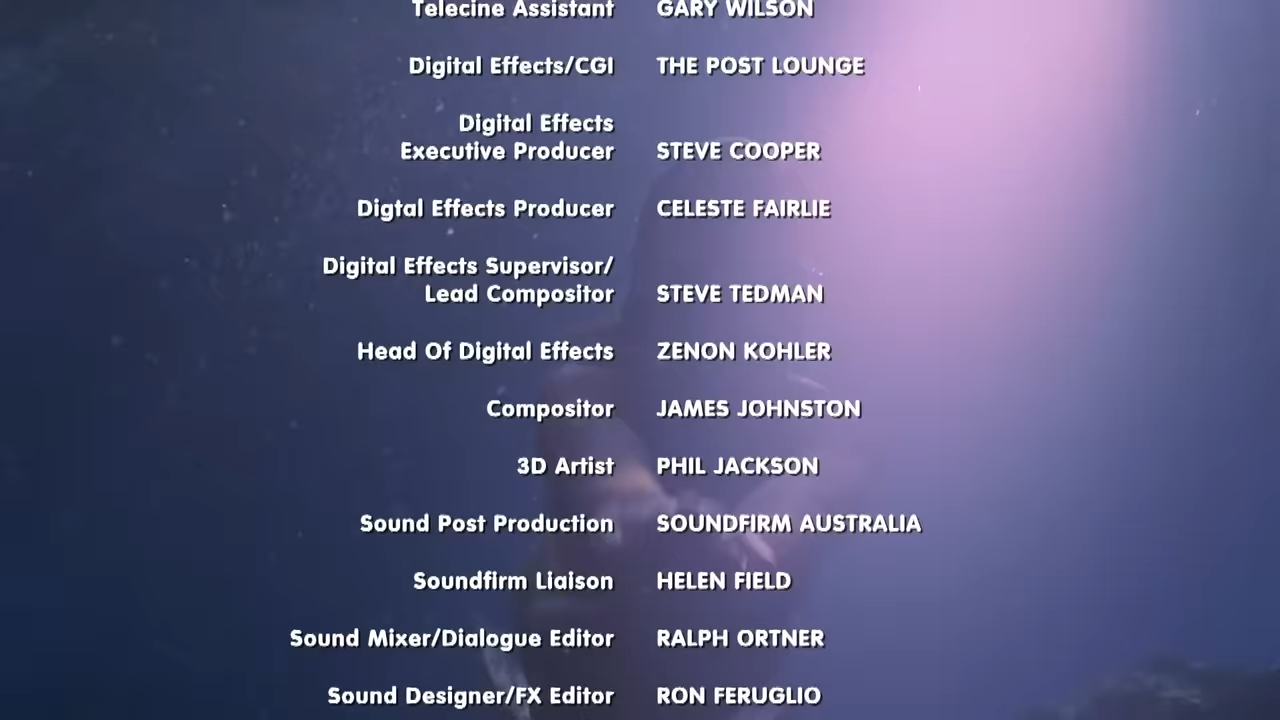 Telecine Assistant GARY WILSON
Digital Effects/CGI THE POST LOUNGE
Digital Effects
Executive Producer STEVE COOPER
Digtal Effects Producer CELESTE FAIRLIE
Digital Effects Supervisor/
Lead Compositor STEVE TEDMAN
Head Of Digital Effects ZENON KOHLER
Compositor JAMES JOHNSTON
3D Artist PHIL JACKSON
Sound Post Production SOUNDFIRM AUSTRALIA
Soundfirm Liaison HELEN FIELD
Sound Mixer/Dialogue Editor RALPH ORTNER
Sound Designer/FX Editor RON FERUGLIO